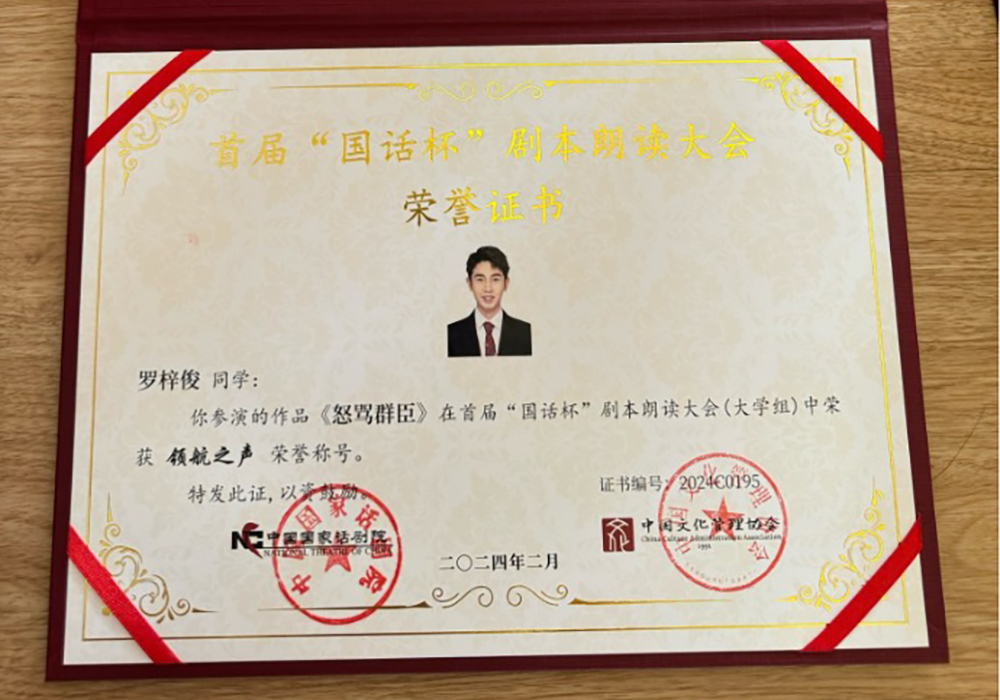 首届“国话杯”剧本朗读大会
荣誉证书
罗梓俊 同学：
你参演的作品《怒骂群臣》在首届“国话杯”剧本朗读大会(大学组)中荣
获 领航之声 荣誉称号。
特发此证,以资鼓励。
证书编号：2024C0195
中国国家话剧院
NATIONAL THEATRE OF CHINA
中国国家话剧院
中国文化管理协会
China Culture Administration Association
1992
中国文化管理协会
二〇二四年二月